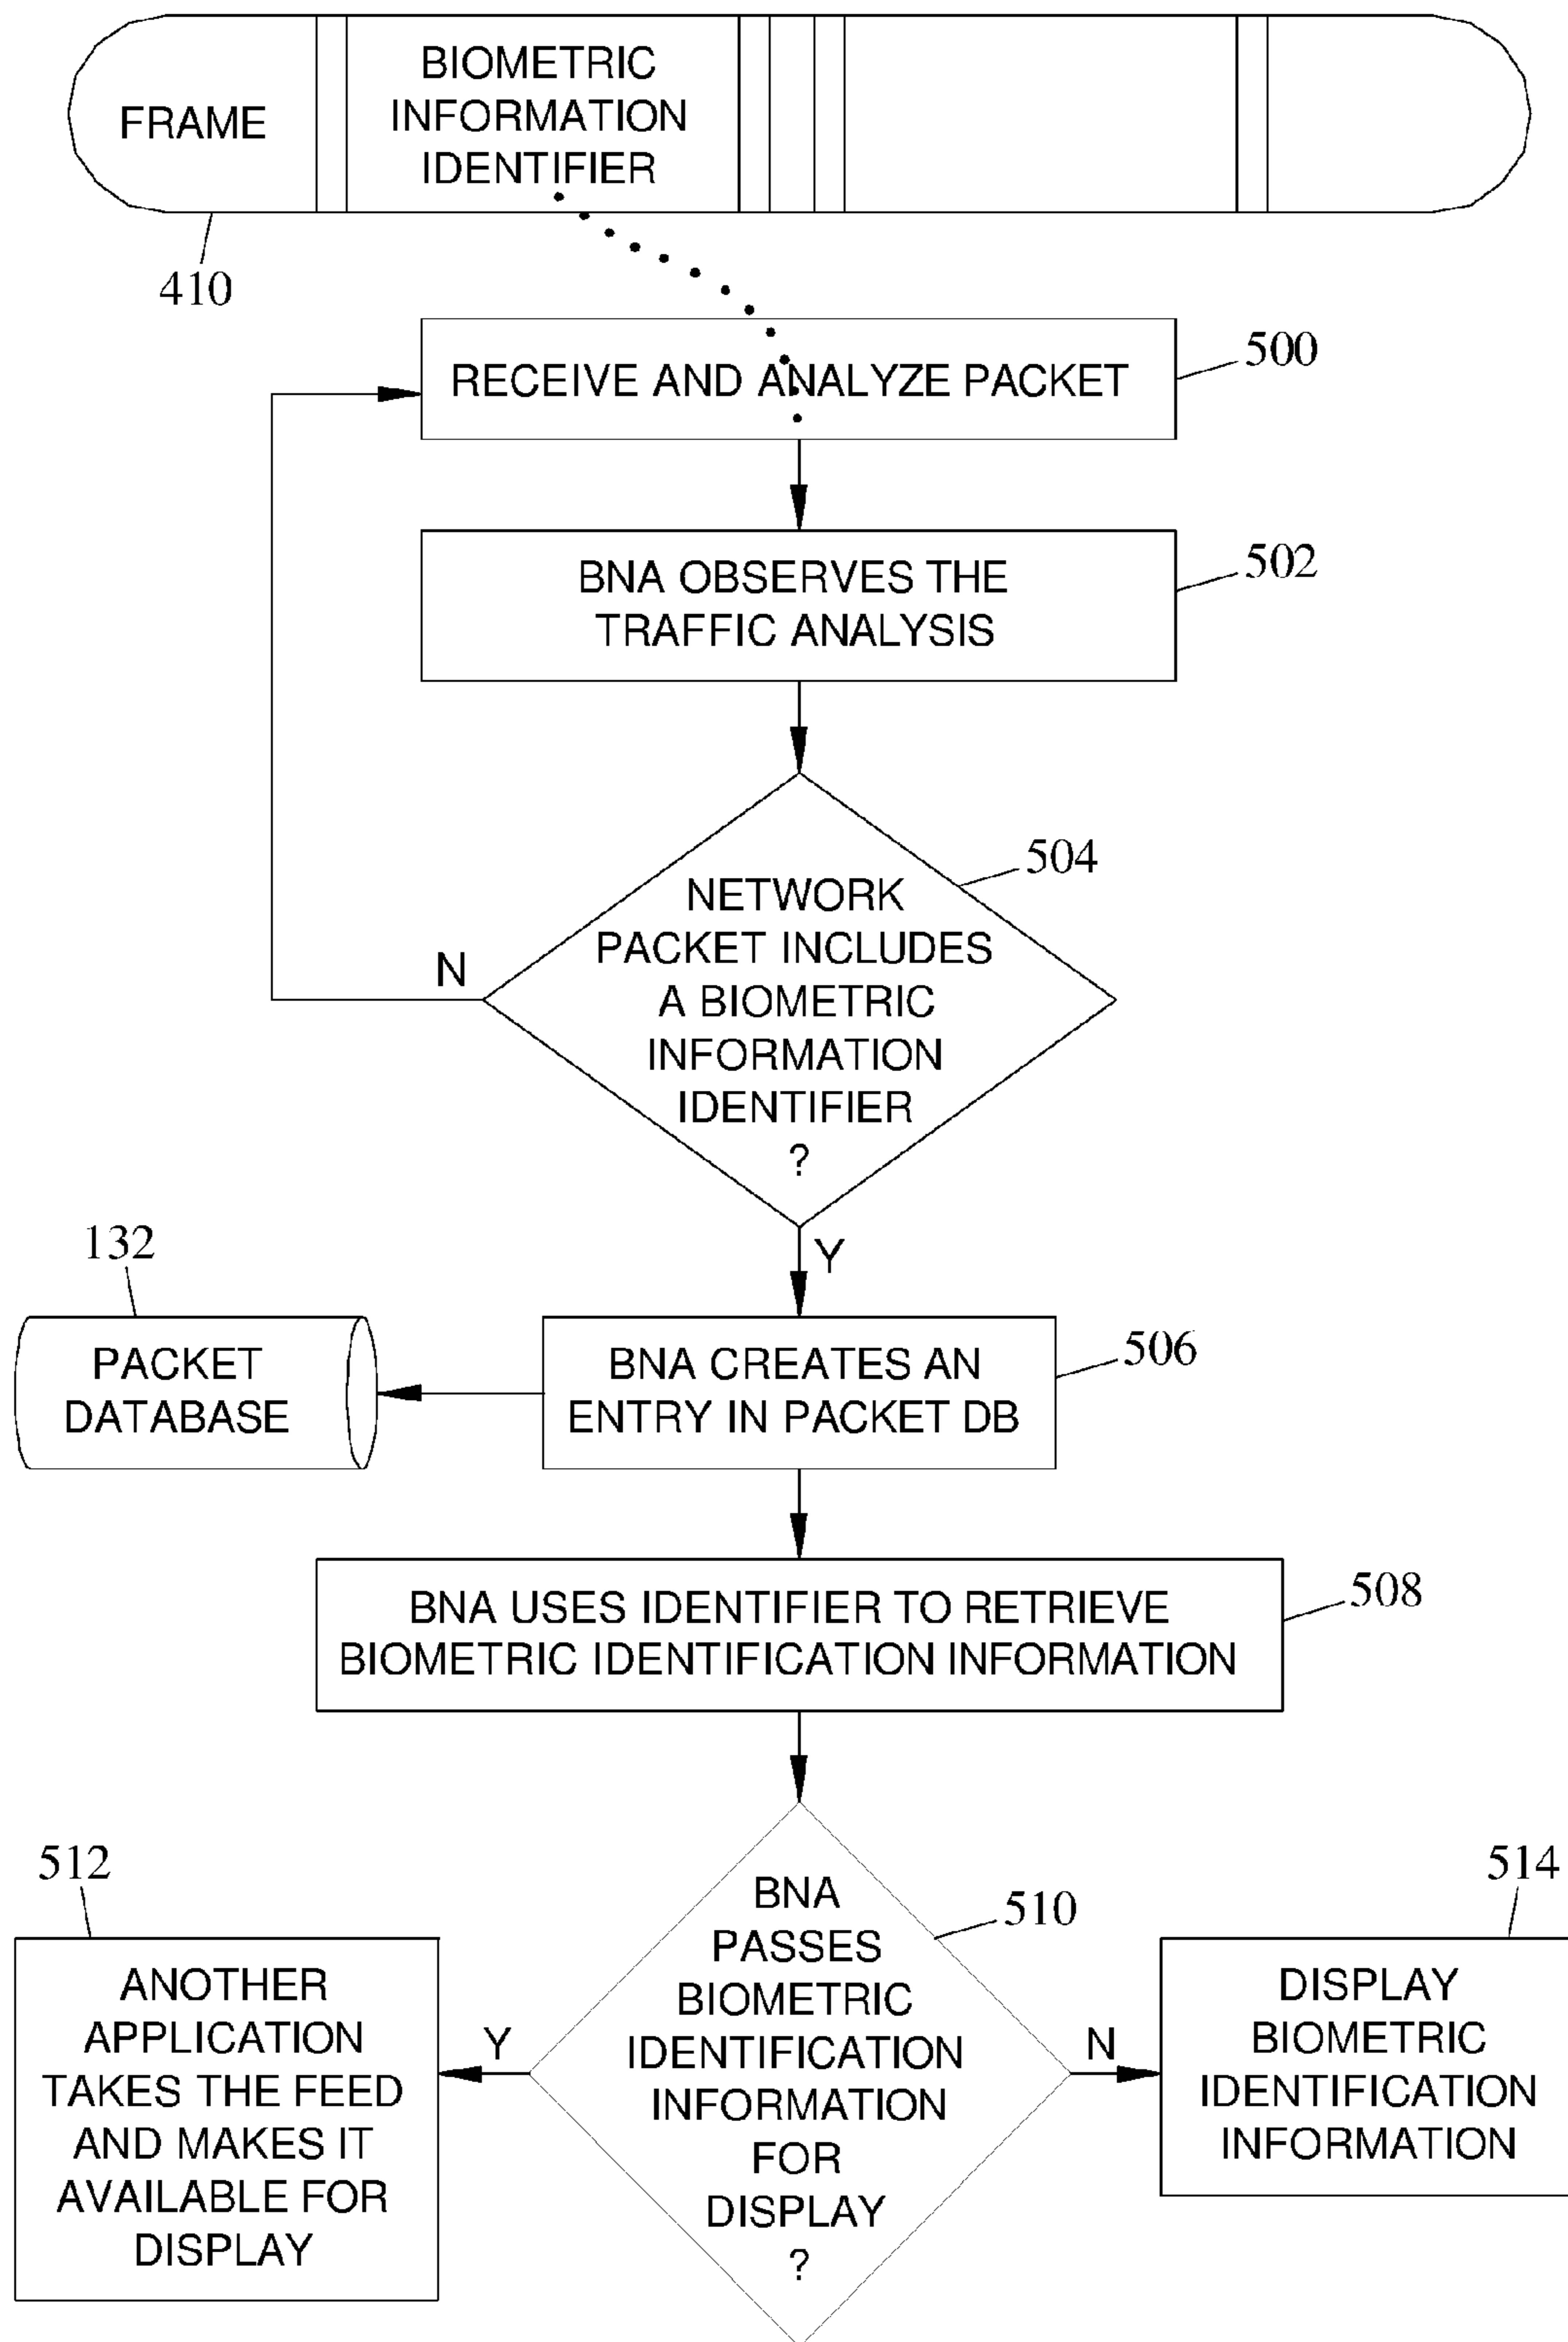 FRAME
BIOMETRIC
INFORMATION
IDENTIFIER
410
RECEIVE AND ANALYZE PACKET
500
BNA OBSERVES THE
TRAFFIC ANALYSIS
502
NETWORK
PACKET INCLUDES
A BIOMETRIC
INFORMATION
IDENTIFIER
?
504
N
Y
132
PACKET
DATABASE
BNA CREATES AN
ENTRY IN PACKET DB
506
BNA USES IDENTIFIER TO RETRIEVE
BIOMETRIC IDENTIFICATION INFORMATION
508
BNA
PASSES
BIOMETRIC
IDENTIFICATION
INFORMATION
FOR
DISPLAY
?
510
Y
N
512
ANOTHER
APPLICATION
TAKES THE FEED
AND MAKES IT
AVAILABLE FOR
DISPLAY
514
DISPLAY
BIOMETRIC
IDENTIFICATION
INFORMATION